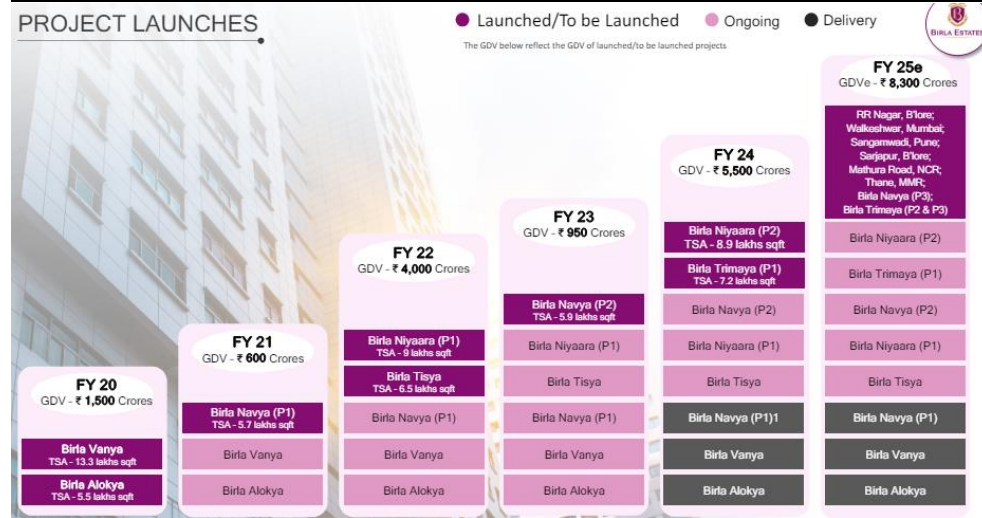 PROJECT LAUNCHES
Launched/To be Launched
Ongoing
Delivery
The GDV below reflect the GDV of launched/to be launched projects
BIRLA ESTATES
FY 20
GDV - ₹ 1,500 Crores
Birla Vanya
TSA - 13.3 lakhs sqft
Birla Alokya
TSA - 5.5 lakhs sqft
FY 21
GDV - ₹ 600 Crores
Birla Navya (P1)
TSA - 5.7 lakhs sqft
Birla Vanya
Birla Alokya
FY 22
GDV - ₹ 4,000 Crores
Birla Niyaara (P1)
TSA - 9 lakhs sqft
Birla Tisya
TSA - 6.5 lakhs sqft
Birla Navya (P1)
Birla Vanya
Birla Alokya
FY 23
GDV - ₹ 950 Crores
Birla Navya (P2)
TSA - 5.9 lakhs sqft
Birla Niyaara (P1)
Birla Tisya
Birla Navya (P1)
Birla Vanya
Birla Alokya
FY 24
GDV - ₹ 5,500 Crores
Birla Niyaara (P2)
TSA - 8.9 lakhs sqft
Birla Trimaya (P1)
TSA - 7.2 lakhs sqft
Birla Navya (P2)
Birla Niyaara (P1)
Birla Tisya
Birla Navya (P1)1
Birla Vanya
Birla Alokya
FY 25e
GDVe - ₹ 8,300 Crores
RR Nagar, B'lore;
Walkeshwar, Mumbai;
Sangamwadi, Pune;
Sarjapur, B'lore;
Mathura Road, NCR;
Thane, MMR;
Birla Navya (P3);
Birla Trimaya (P2 & P3)
Birla Niyaara (P2)
Birla Trimaya (P1)
Birla Navya (P2)
Birla Niyaara (P1)
Birla Tisya
Birla Navya (P1)
Birla Vanya
Birla Alokya